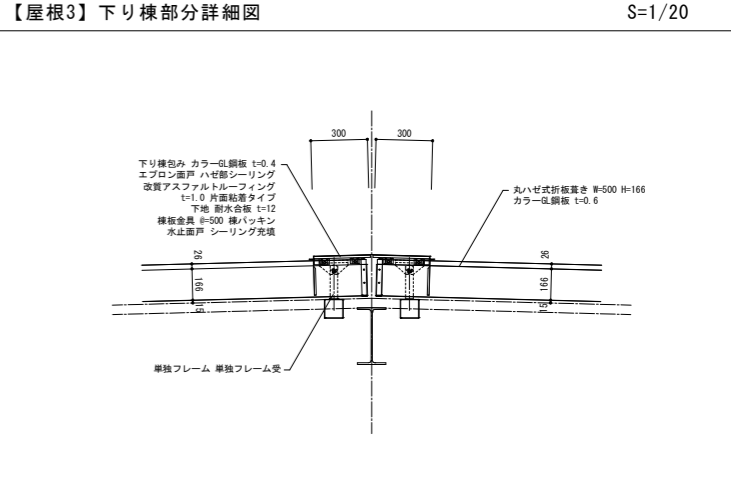 【屋根3】下り棟部分詳細図
S=1/20
300
300
下り棟包み カラーGL鋼板 t=0.4
エプロン面戸 ハゼ部シーリング
改質アスファルトルーフィング
t=1.0 片面粘着タイプ
下地 耐水合板 t=12
棟板金具 @=500 棟パッキン
水止面戸 シーリング充填
丸ハゼ式折板葺き W=500 H=166
カラーGL鋼板 t=0.6
26
166
15
26
166
15
単独フレーム 単独フレーム受